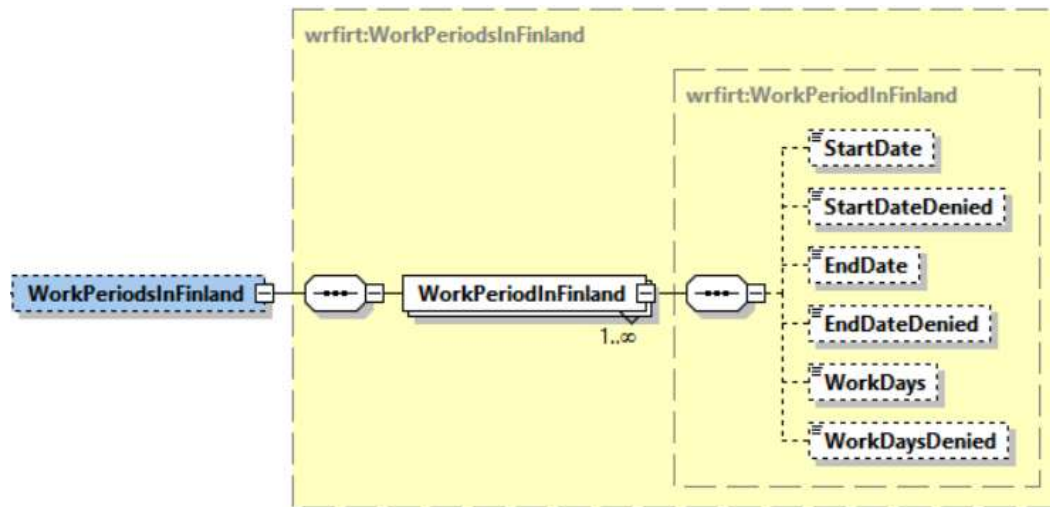 wrfirt:WorkPeriodsInFinland
wrfirt:WorkPeriodInFinland
StartDate
StartDateDenied
EndDate
WorkPeriodsInFinland
WorkPeriodInFinland
1..∞
EndDateDenied
WorkDays
WorkDaysDenied